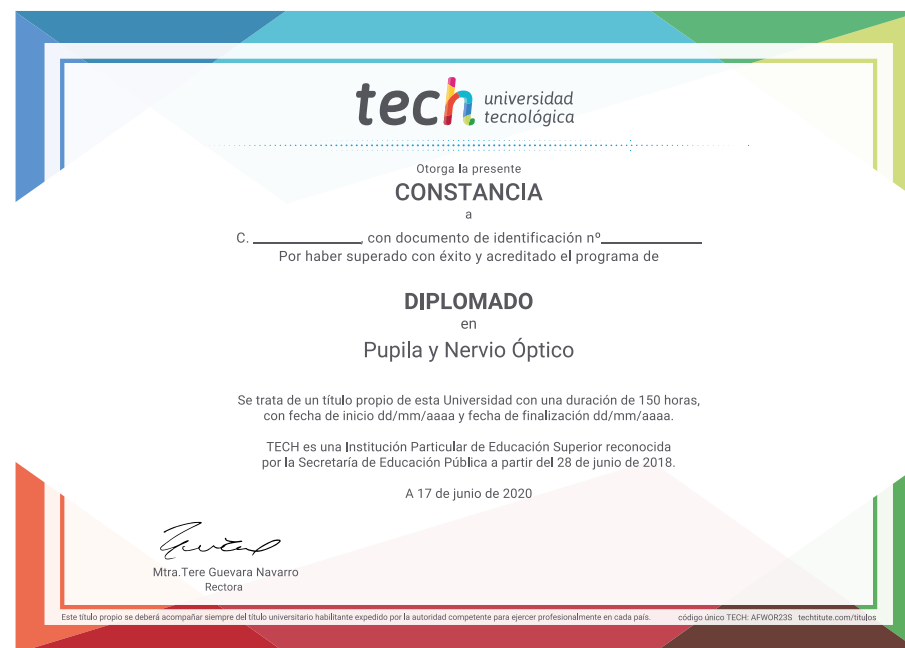 tech universidad
tecnológica
Otorga la presente
CONSTANCIA
a
C. ______________, con documento de identificación nº______________
Por haber superado con éxito y acreditado el programa de
DIPLOMADO
en
Pupila y Nervio Óptico
Se trata de un título propio de esta Universidad con una duración de 150 horas,
con fecha de inicio dd/mm/aaaa y fecha de finalización dd/mm/aaaa.
TECH es una Institución Particular de Educación Superior reconocida
por la Secretaría de Educación Pública a partir del 28 de junio de 2018.
A 17 de junio de 2020
Mtra.Tere Guevara Navarro
Rectora
Este título propio se deberá acompañar siempre del título universitario habilitante expedido por la autoridad competente para ejercer profesionalmente en cada país. código único TECH: AFWOR23S techtitute.com/titulos